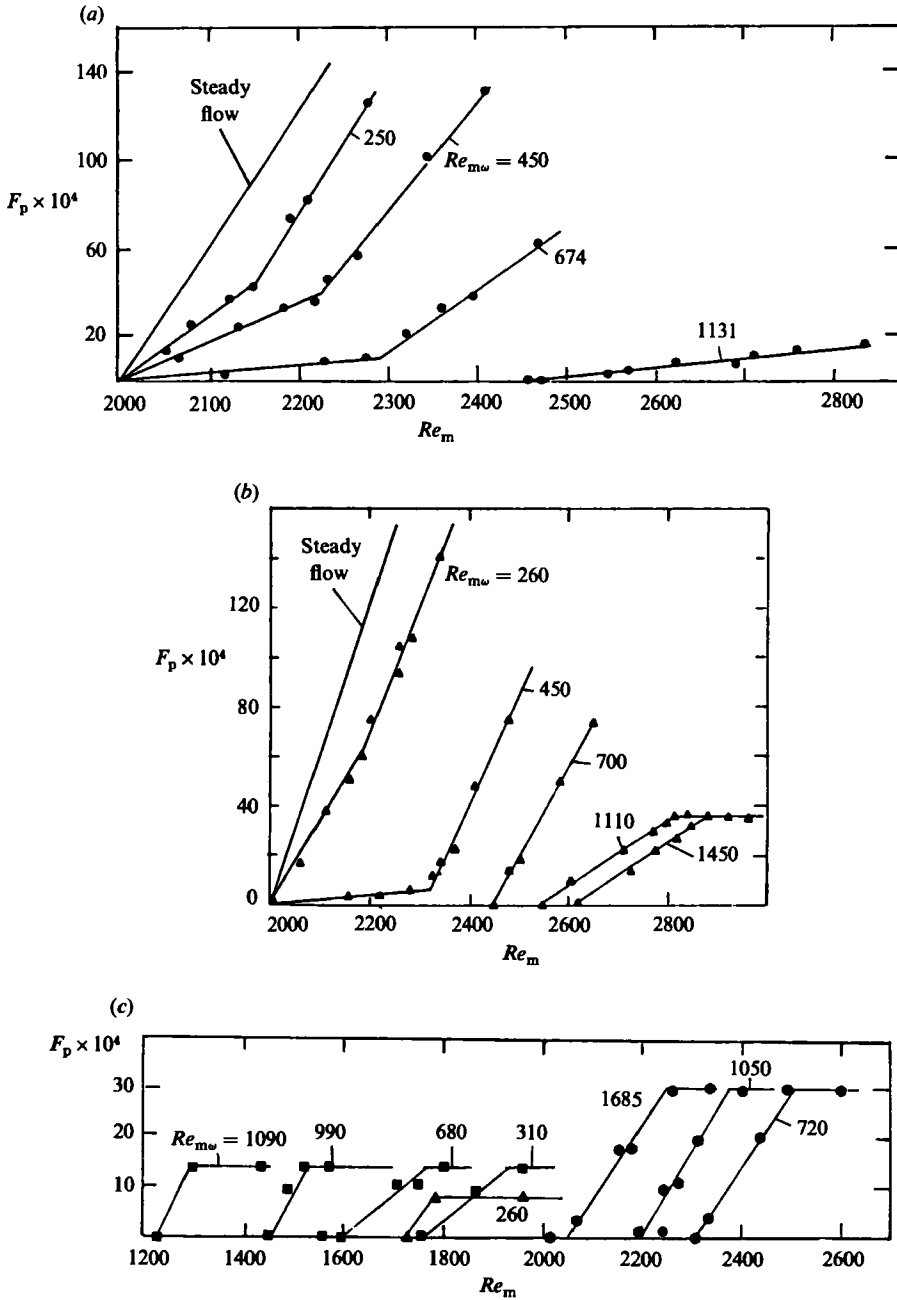 (a)
140
100
60
20
0
F_p × 10^4
Steady
flow
250
Re_mω = 450
674
1131
2000 2100 2200 2300 2400 2500 2600 2800
Re_m
(b)
120
80
40
0
F_p × 10^4
Steady
flow
Re_mω = 260
450
700
1110
1450
2000 2200 2400 2600 2800
Re_m
(c)
F_p × 10^4
30
20
10
Re_mω = 1090
990
680
310
260
1685
1050
720
1200 1400 1600 1800 2000 2200 2400 2600
Re_m